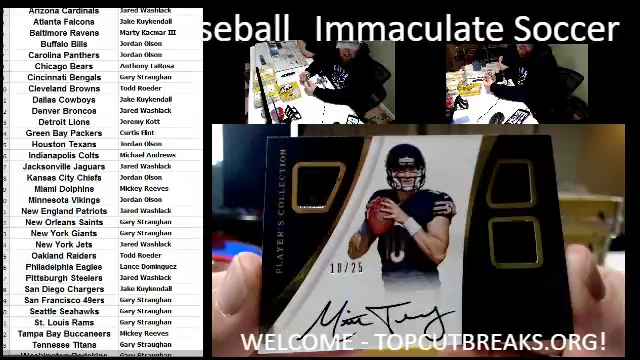 seball Immaculate Soccer
Arizona Cardinals Jared Washlack
Atlanta Falcons Jake Kuykendall
Baltimore Ravens Marty Kacmar III
Buffalo Bills Jordan Olson
Carolina Panthers Jordan Olson
Chicago Bears Anthony LaRosa
Cincinnati Bengals Gary Straughan
Cleveland Browns Todd Roeder
Dallas Cowboys Jake Kuykendall
Denver Broncos Jared Washlack
Detroit Lions Jeremy Kott
Green Bay Packers Curtis Flint
Houston Texans Jordan Olson
Indianapolis Colts Michael Andrews
Jacksonville Jaguars Jared Washlack
Kansas City Chiefs Jordan Olson
Miami Dolphins Mickey Reeves
Minnesota Vikings Jordan Olson
New England Patriots Jared Washlack
New Orleans Saints Gary Straughan
New York Giants Gary Straughan
New York Jets Jared Washlack
Oakland Raiders Todd Roeder
Philadelphia Eagles Lance Dominguez
Pittsburgh Steelers Jared Washlack
San Diego Chargers Jake Kuykendall
San Francisco 49ers Gary Straughan
Seattle Seahawks Gary Straughan
St. Louis Rams Gary Straughan
Tampa Bay Buccaneers Mickey Reeves
Tennesse Titans Gary Straughan
Washington Redskins Gary Straughan
PLAYER'S COLLECTION
10
18/25
WELCOME - TOPCUTBREAKS.ORG!